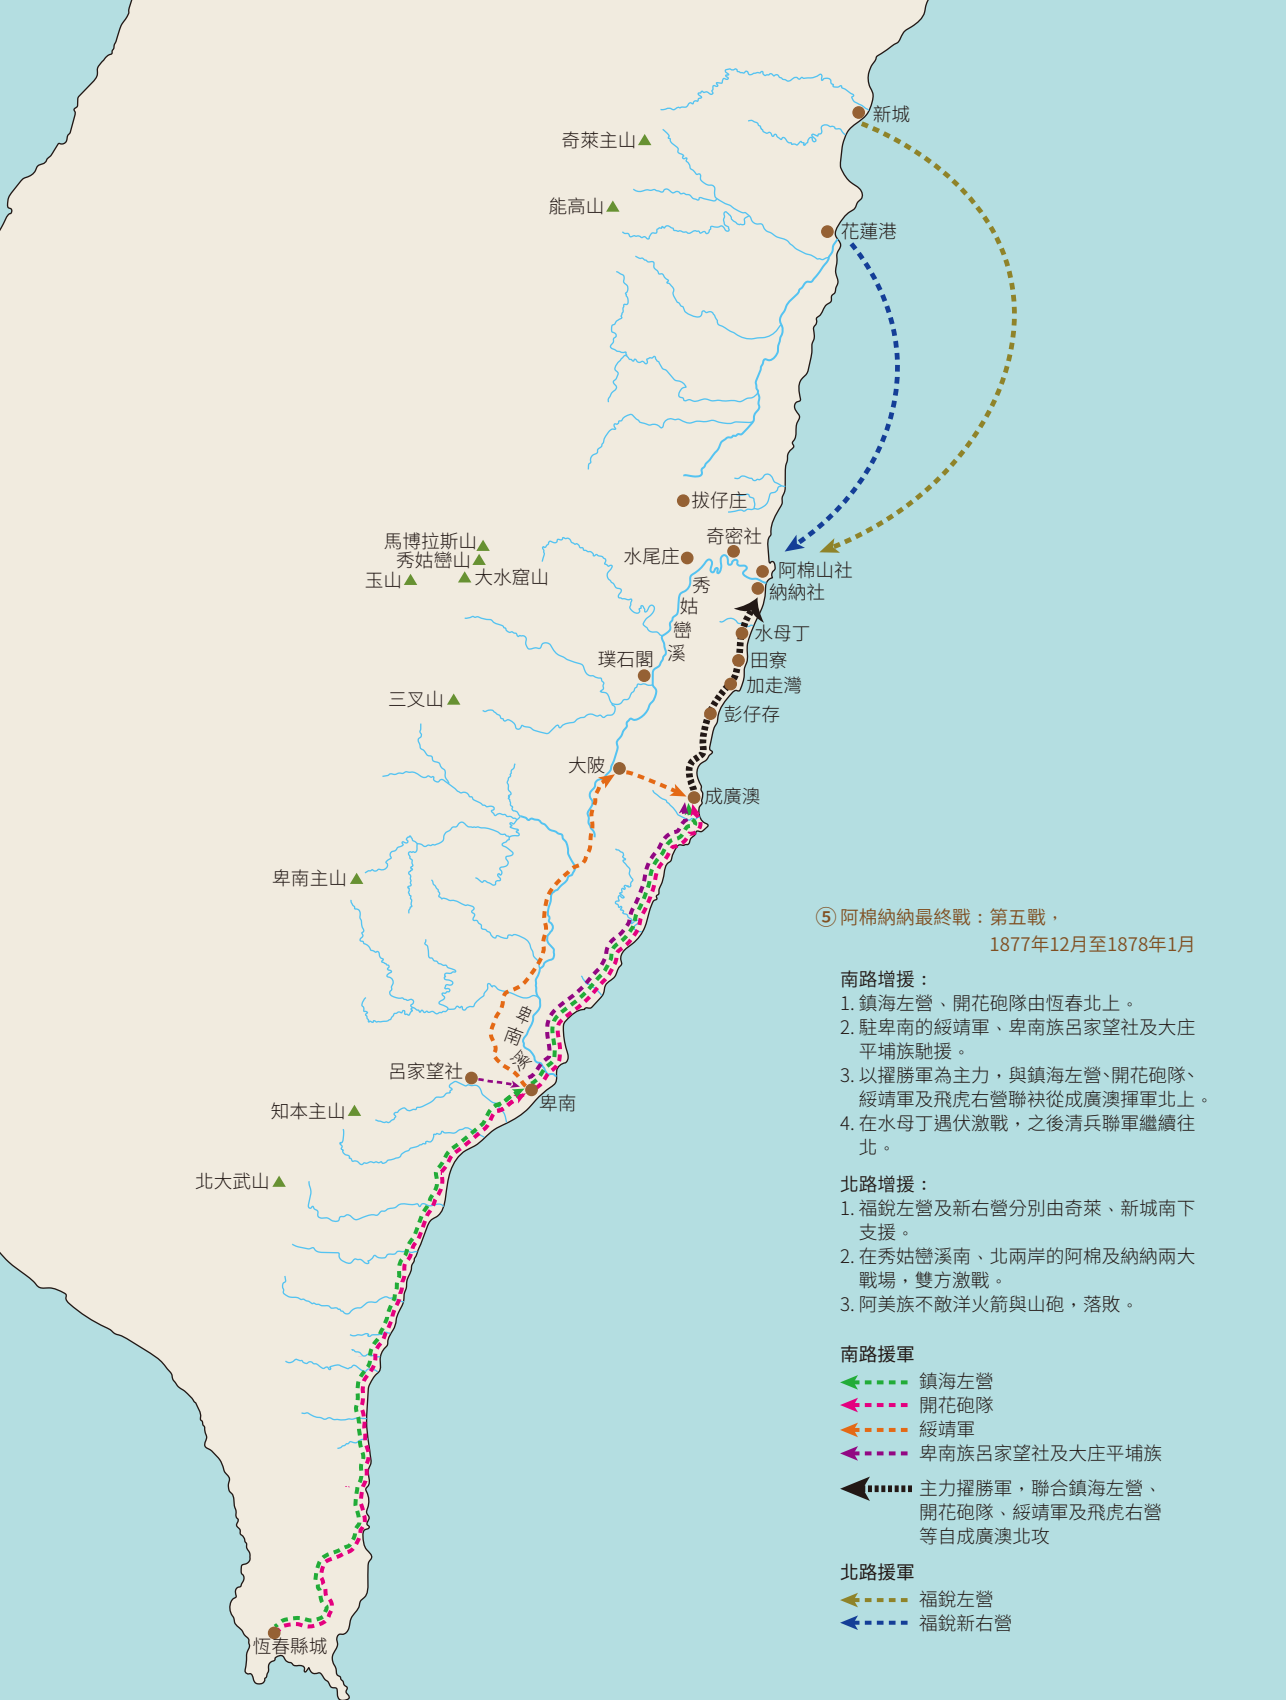 新城
奇萊主山
能高山
花蓮港
拔仔庄
奇密社
馬博拉斯山
秀姑巒山
玉山
大水窟山
水尾庄
阿棉山社
納納社
秀姑巒溪
水母丁
田寮
璞石閣
加走灣
三叉山
彭仔存
大陂
成廣澳
卑南主山
卑南溪
呂家望社
卑南
知本主山
北大武山
恆春縣城
⑤阿棉納納最終戰：第五戰，
1877年12月至1878年1月
南路增援：
1. 鎮海左營、開花砲隊由恆春北上。
2. 駐卑南的綏靖軍、卑南族呂家望社及大庄
平埔族馳援。
3. 以擢勝軍為主力，與鎮海左營、開花砲隊、
綏靖軍及飛虎右營聯袂從成廣澳揮軍北上。
4. 在水母丁遇伏激戰，之後清兵聯軍繼續往
北。
北路增援：
1. 福銳左營及新右營分別由奇萊、新城南下
支援。
2. 在秀姑巒溪南、北兩岸的阿棉及納納兩大
戰場，雙方激戰。
3. 阿美族不敵洋火箭與山砲，落敗。
南路援軍
鎮海左營
開花砲隊
綏靖軍
卑南族呂家望社及大庄平埔族
主力擢勝軍，聯合鎮海左營、
開花砲隊、綏靖軍及飛虎右營
等自成廣澳北攻
北路援軍
福銳左營
福銳新右營